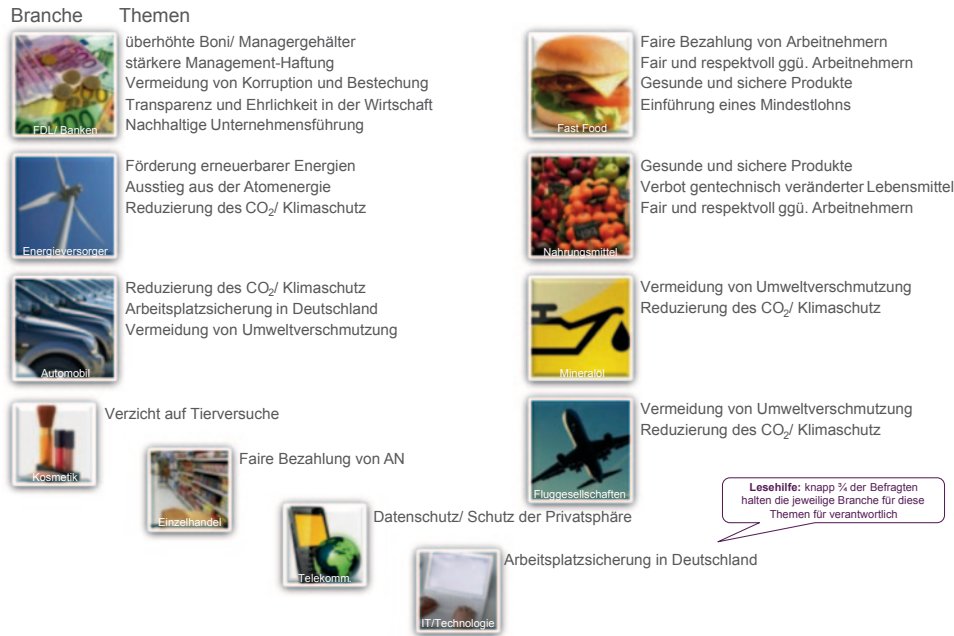 Branche Themen
überhöhte Boni/ Managergehälter
stärkere Management-Haftung
Vermeidung von Korruption und Bestechung
Transparenz und Ehrlichkeit in der Wirtschaft
Nachhaltige Unternehmensführung
FDL/ Banken
Faire Bezahlung von Arbeitnehmern
Fair und respektvoll ggü. Arbeitnehmern
Gesunde und sichere Produkte
Einführung eines Mindestlohns
Fast Food
Förderung erneuerbarer Energien
Ausstieg aus der Atomenergie
Reduzierung des CO₂/ Klimaschutz
Energieversorger
Gesunde und sichere Produkte
Verbot gentechnisch veränderter Lebensmittel
Fair und respektvoll ggü. Arbeitnehmern
Nahrungsmittel
Reduzierung des CO₂/ Klimaschutz
Arbeitsplatzsicherung in Deutschland
Vermeidung von Umweltverschmutzung
Automobil
Vermeidung von Umweltverschmutzung
Reduzierung des CO₂/ Klimaschutz
Mineralöl
Verzicht auf Tierversuche
Kosmetik
Vermeidung von Umweltverschmutzung
Reduzierung des CO₂/ Klimaschutz
Fluggesellschaften
Faire Bezahlung von AN
Einzelhandel
Datenschutz/ Schutz der Privatsphäre
Telekomm.
Arbeitsplatzsicherung in Deutschland
IT/Technologie
Lesehilfe: knapp ¾ der Befragten
halten die jeweilige Branche für diese
Themen für verantwortlich